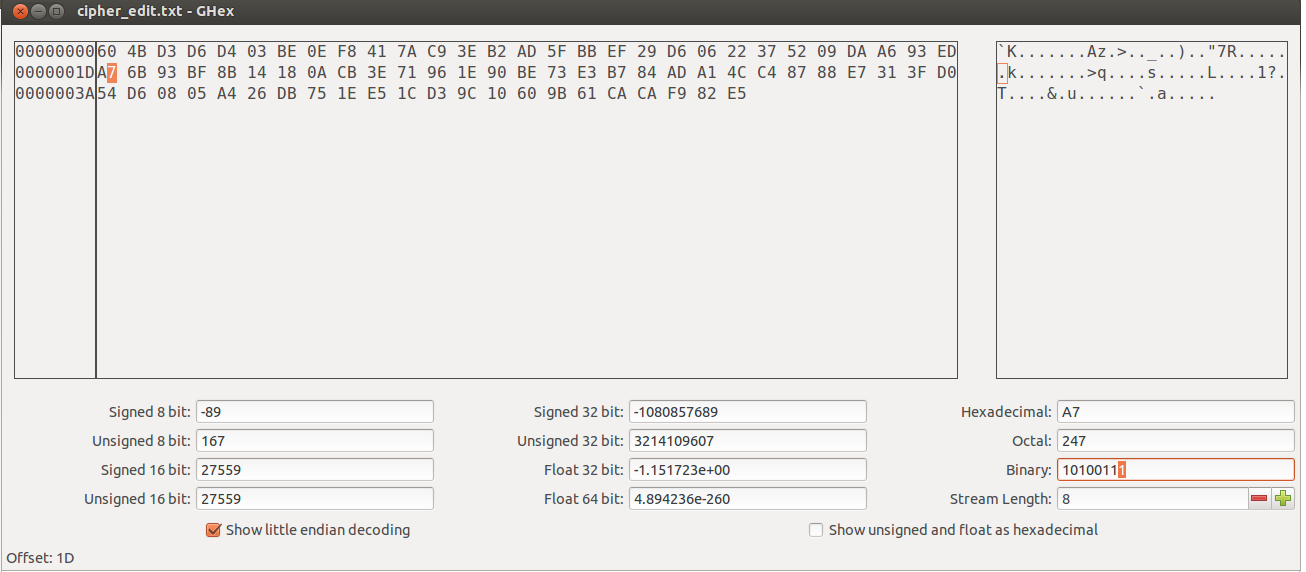 cipher_edit.txt - GHex
00000000 60 4B D3 D6 D4 03 BE 0E F8 41 7A C9 3E B2 AD 5F BB EF 29 D6 06 22 37 52 09 DA A6 93 ED `K.......Az.>.._..).."7R.....
0000001D A7 6B 93 BF 8B 14 18 0A CB 3E 71 96 1E 90 BE 73 E3 B7 84 AD A1 4C C4 87 88 E7 31 3F D0 .k.......>q....s.....L....1?.
0000003A 54 D6 08 05 A4 26 DB 75 1E E5 1C D3 9C 10 60 9B 61 CA CA F9 82 E5 T....&.u......`.a.....
Signed 8 bit: -89 Signed 32 bit: -1080857689 Hexadecimal: A7
Unsigned 8 bit: 167 Unsigned 32 bit: 3214109607 Octal: 247
Signed 16 bit: 27559 Float 32 bit: -1.151723e+00 Binary: 10100111
Unsigned 16 bit: 27559 Float 64 bit: 4.894236e-260 Stream Length: 8
Show little endian decoding Show unsigned and float as hexadecimal
Offset: 1D